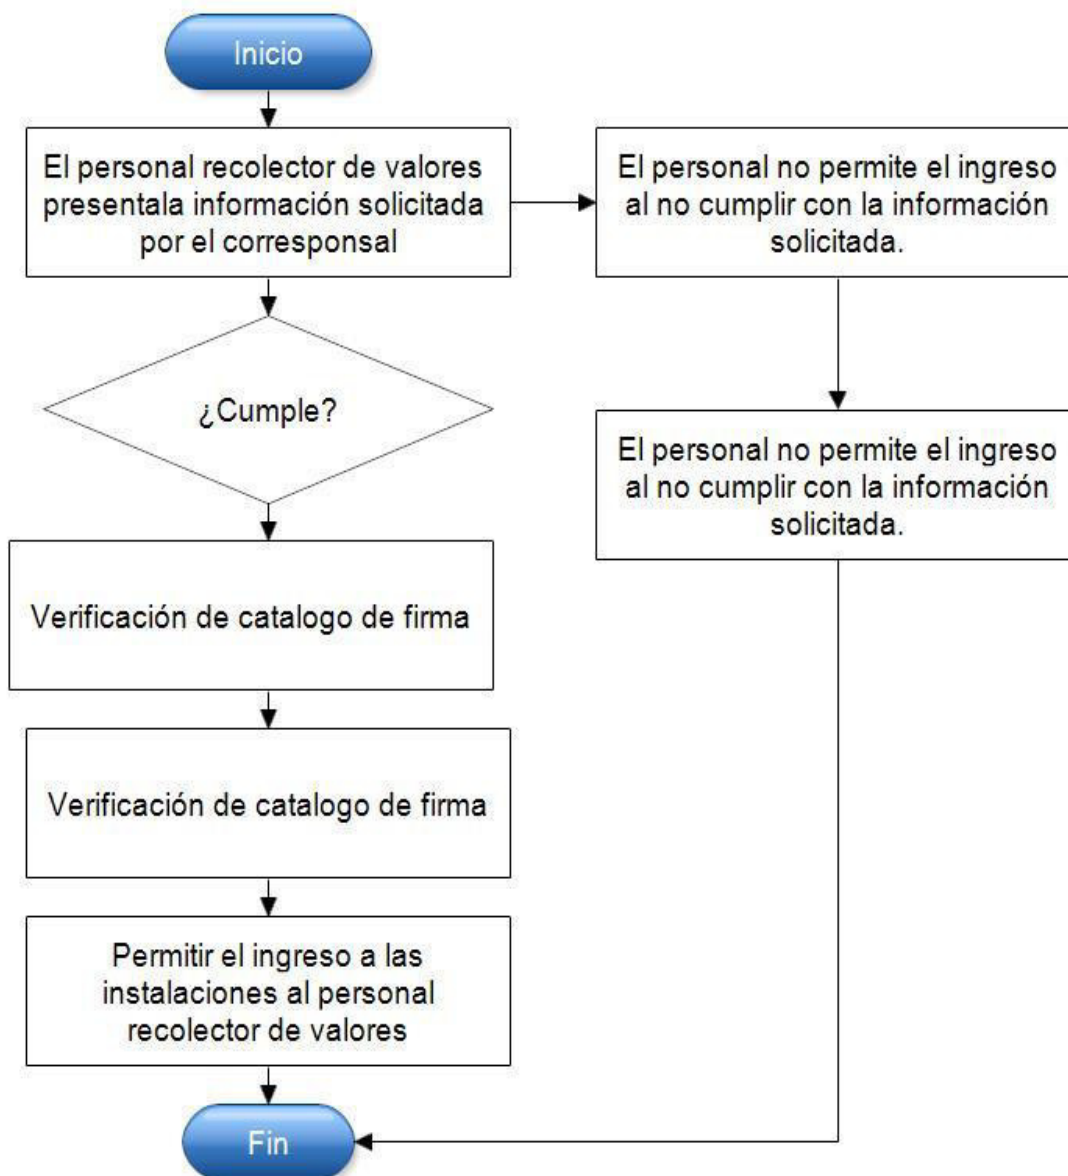 Inicio
El personal recolector de valores
presentala información solicitada
por el corresponsal
El personal no permite el ingreso
al no cumplir con la información
solicitada.
¿Cumple?
El personal no permite el ingreso
al no cumplir con la información
solicitada.
Verificación de catalogo de firma
Verificación de catalogo de firma
Permitir el ingreso a las
instalaciones al personal
recolector de valores
Fin